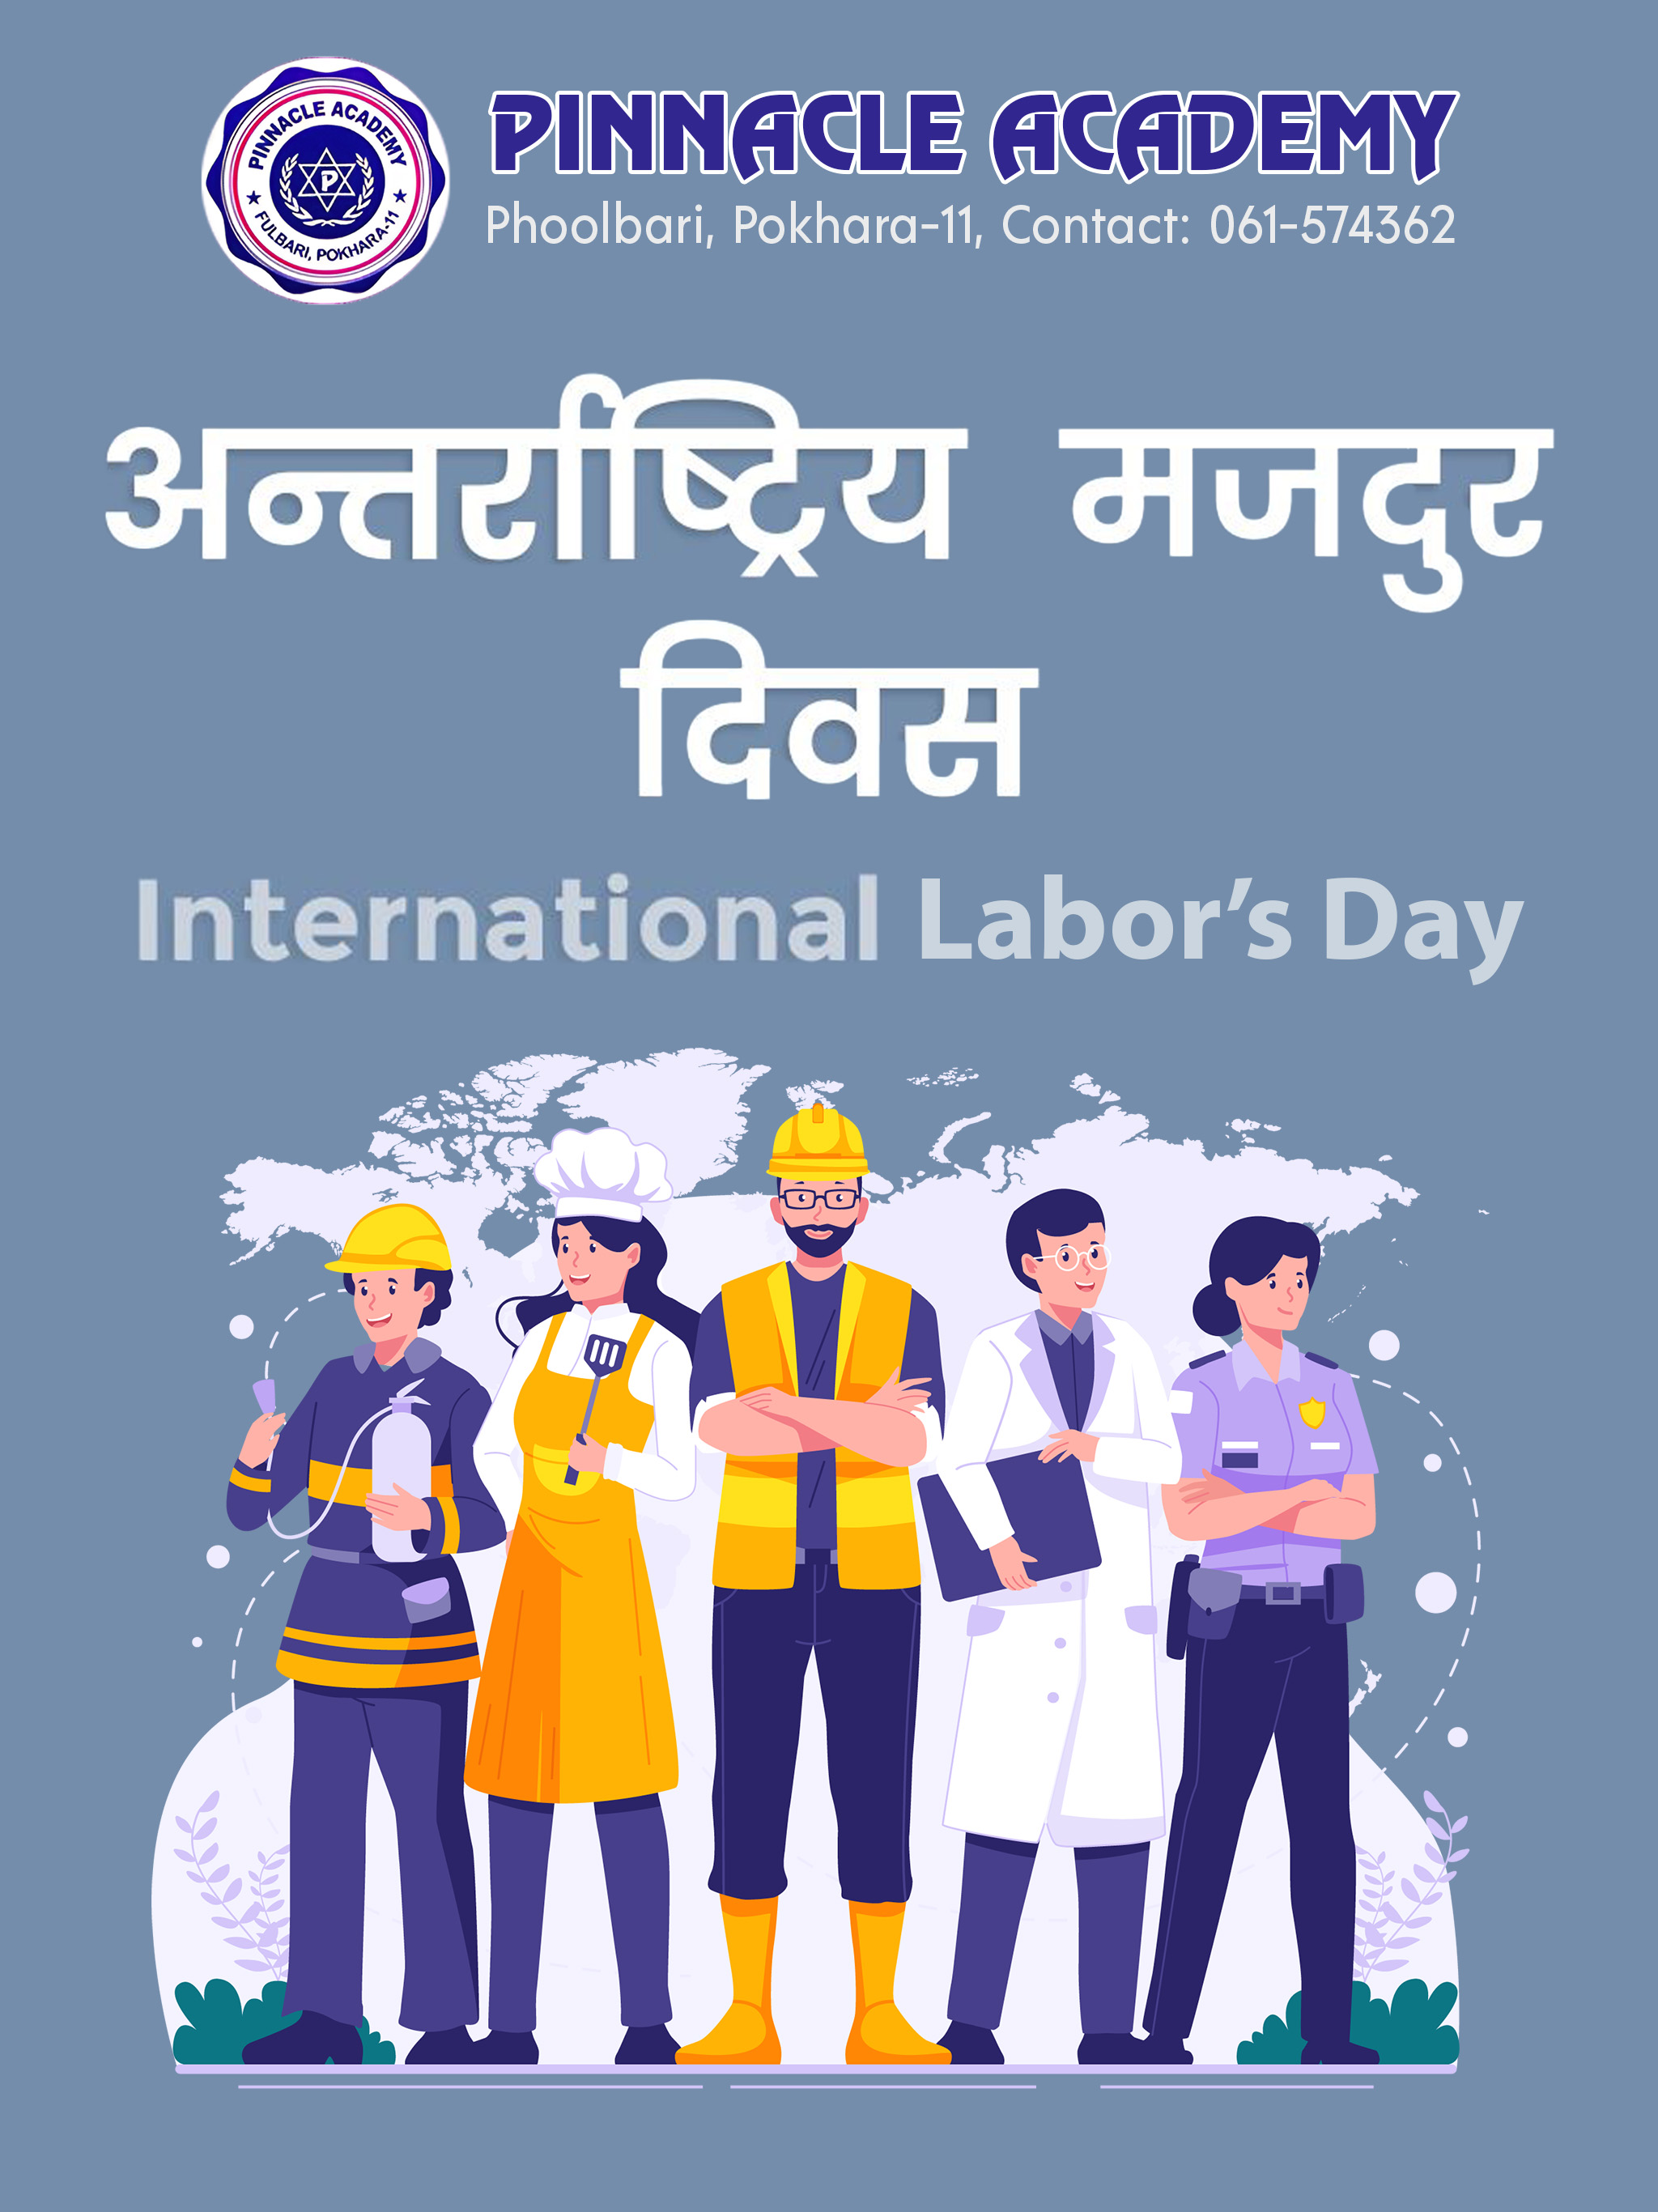 PINNACLE ACADEMY
P
FULBARI, POKHARA-11
PINNACLE ACADEMY
Phoolbari, Pokhara-11, Contact: 061-574362
अन्तर्राष्ट्रिय मजदुर
दिवस
International Labor's Day